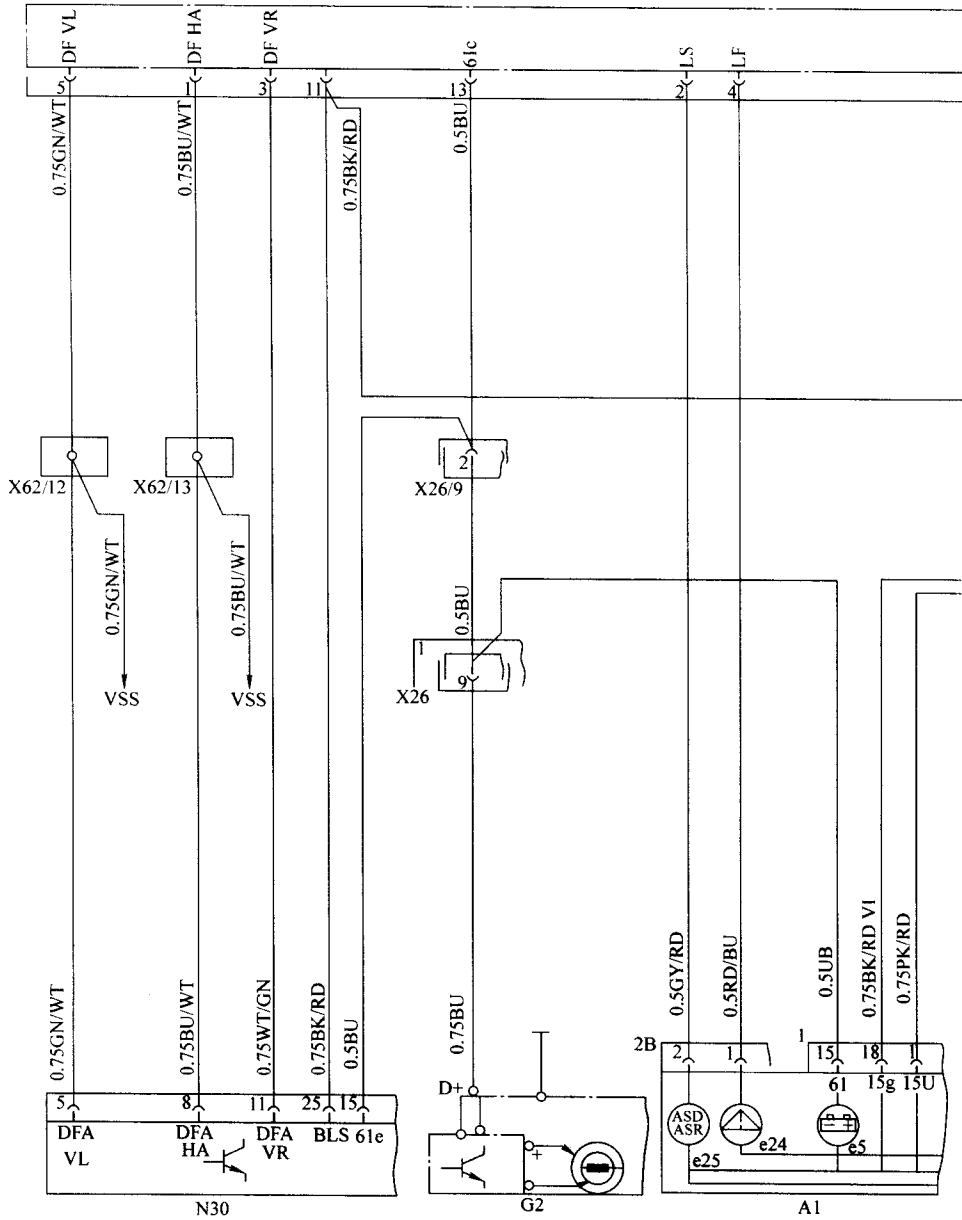 DF VL
DF HA
DF VR
61c
LS
LF
5
1
3
11
13
2
4
0.75GN/WT
0.75BU/WT
0.75BK/RD
0.5BU
2
X62/12
X62/13
X26/9
0.75GN/WT
0.75BU/WT
0.5BU
1
9
VSS
VSS
X26
0.75GN/WT
0.75BU/WT
0.75WT/GN
0.75BK/RD
0.5BU
0.75BU
0.5GY/RD
0.5RD/BU
0.5UB
0.75BK/RD VI
0.75PK/RD
2B
2
1
1
15
18
1
D+
61
15g
15U
5
8
11
25
15
DFA VL
DFA HA
DFA VR
BLS
61e
+
ASD
ASR
e25
e24
e5
N30
G2
A1